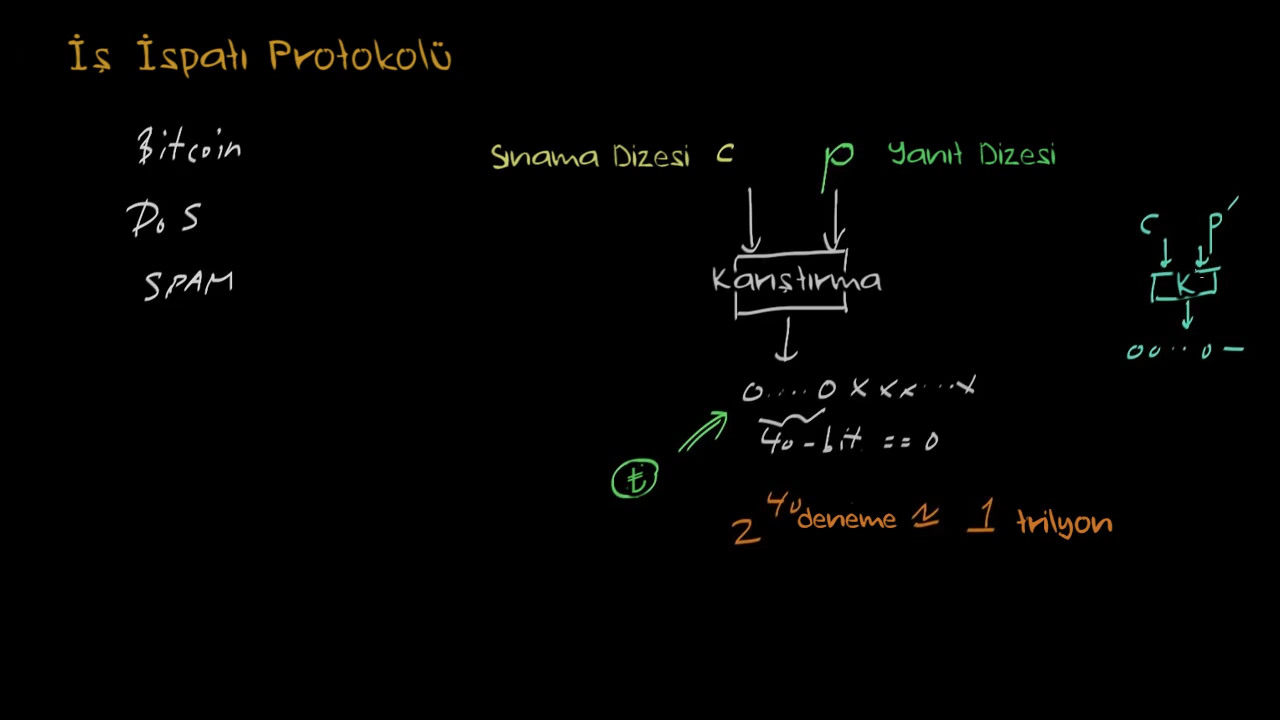 İş İspatı Protokolü
Bitcoin
DoS
SPAM
Sınama Dizesi c p Yanıt Dizesi
Karıştırma
0....0 x x x...x
40-bit == 0
₺
2^40 deneme ≈ 1 trilyon
c p'
K
00...0-